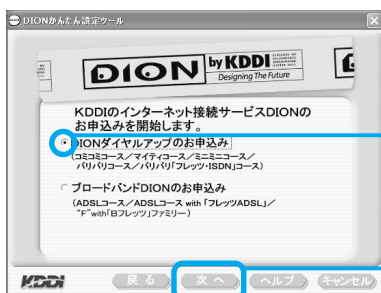 DIONかんたん設定ツール
DION by KDDI
Designing The Future
KDDIのインターネット接続サービスDIONの
お申込みを開始します。
DIONダイヤルアップのお申込み
(コミコミコース/マイティコース/ミニミニコース/
バリバリコース/バリバリ「フレッツ・ISDN」コース)
ブロードバンドDIONのお申込み
(ADSLコース/ADSLコース with 「フレッツADSL」/
"F"with「Bフレッツ」ファミリー)
KDDI
戻る
次へ
ヘルプ
キャンセル